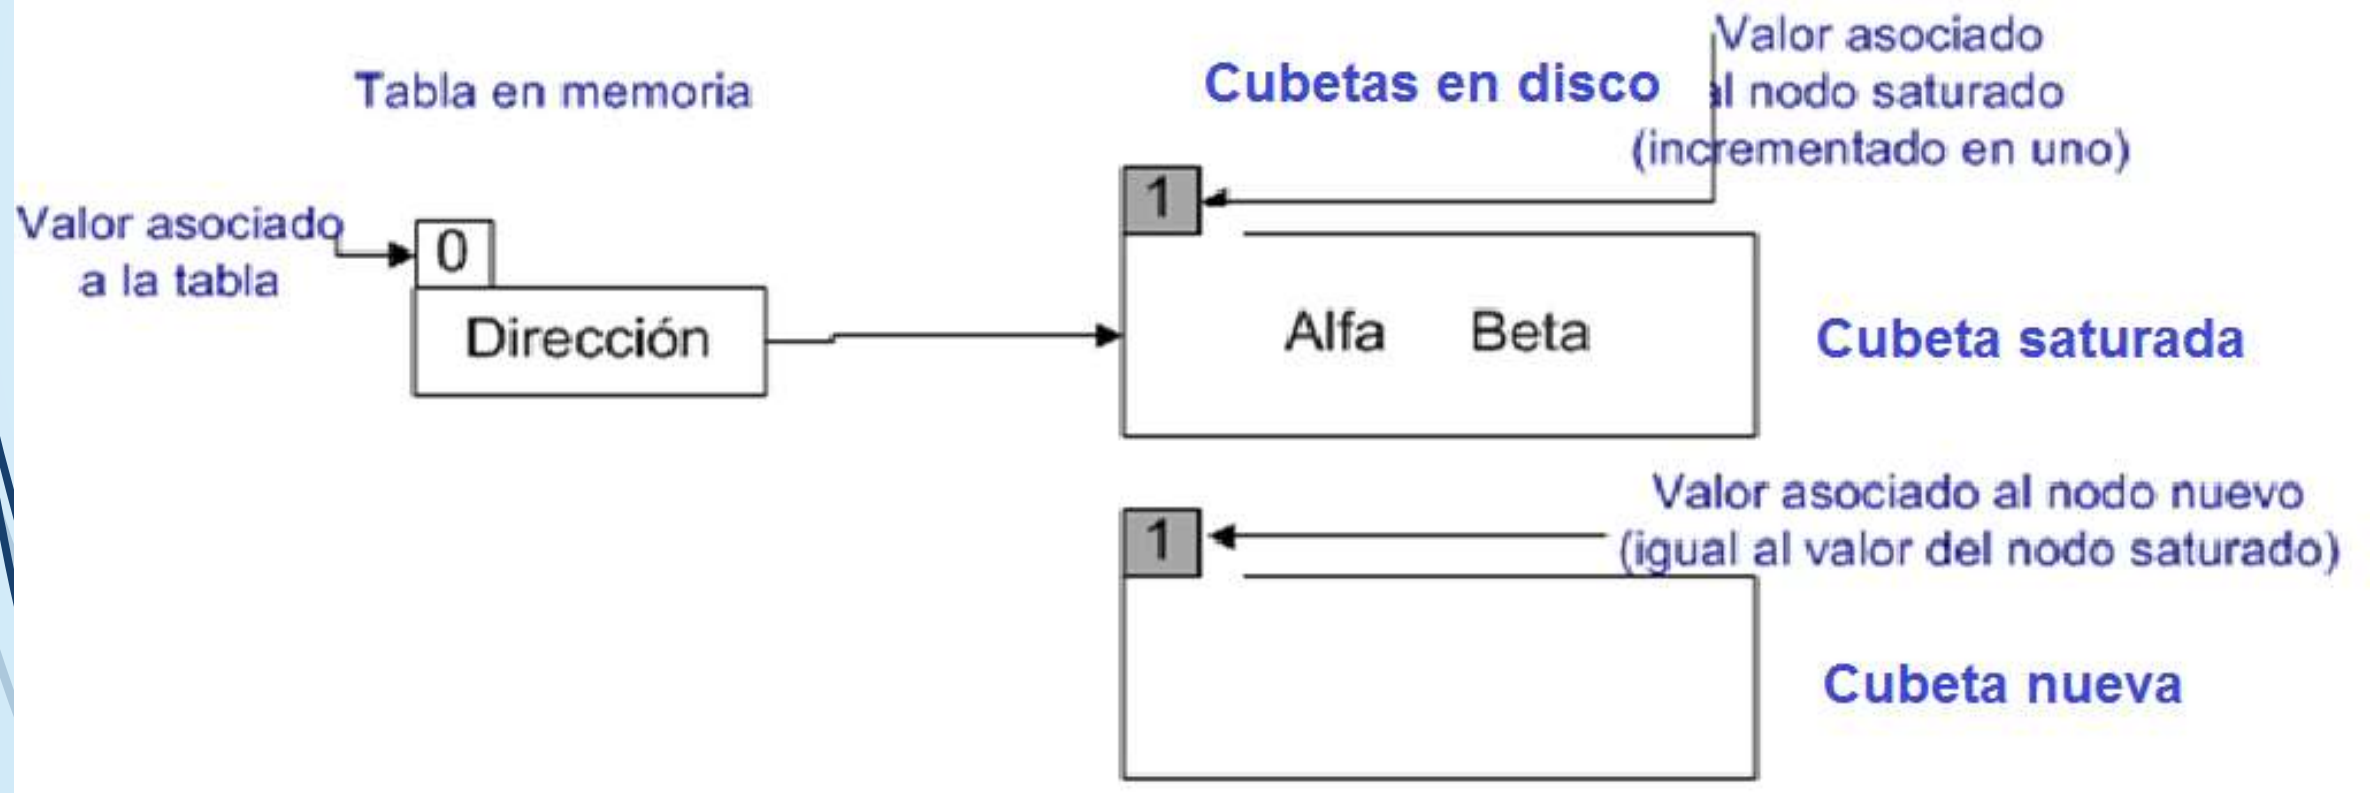 Tabla en memoria
Cubetas en disco
Valor asociado
al nodo saturado
(incrementado en uno)
1
Valor asociado
a la tabla
0
Dirección
Alfa Beta
Cubeta saturada
Valor asociado al nodo nuevo
(igual al valor del nodo saturado)
1
Cubeta nueva